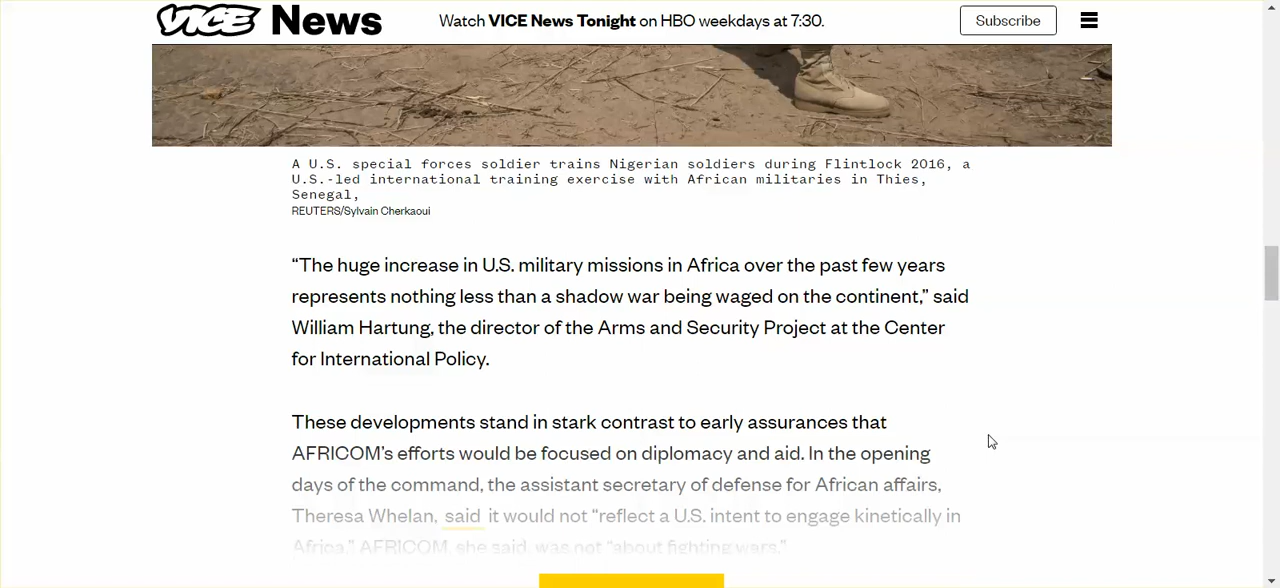 VICE News
Watch VICE News Tonight on HBO weekdays at 7:30.
Subscribe
A U.S. special forces soldier trains Nigerian soldiers during Flintlock 2016, a
U.S.-led international training exercise with African militaries in Thies,
Senegal,
REUTERS/Sylvain Cherkaoui
“The huge increase in U.S. military missions in Africa over the past few years
represents nothing less than a shadow war being waged on the continent,” said
William Hartung, the director of the Arms and Security Project at the Center
for International Policy.
These developments stand in stark contrast to early assurances that
AFRICOM’s efforts would be focused on diplomacy and aid. In the opening
days of the command, the assistant secretary of defense for African affairs,
Theresa Whelan, said it would not “reflect a U.S. intent to engage kinetically in
Africa.” AFRICOM, she said, was not “about fighting wars.”